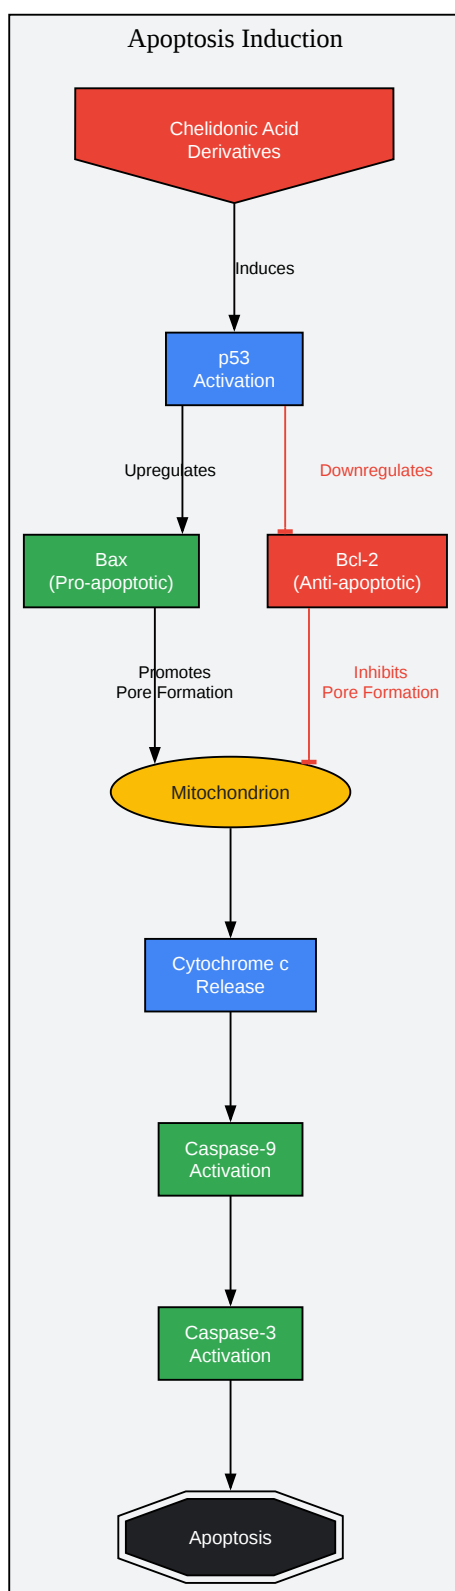 Apoptosis Induction
Chelidonic Acid
Derivatives
Induces
p53
Activation
Upregulates
Downregulates
Bax
(Pro-apoptotic)
Bcl-2
(Anti-apoptotic)
Promotes
Pore Formation
Inhibits
Pore Formation
Mitochondrion
Cytochrome c
Release
Caspase-9
Activation
Caspase-3
Activation
Apoptosis